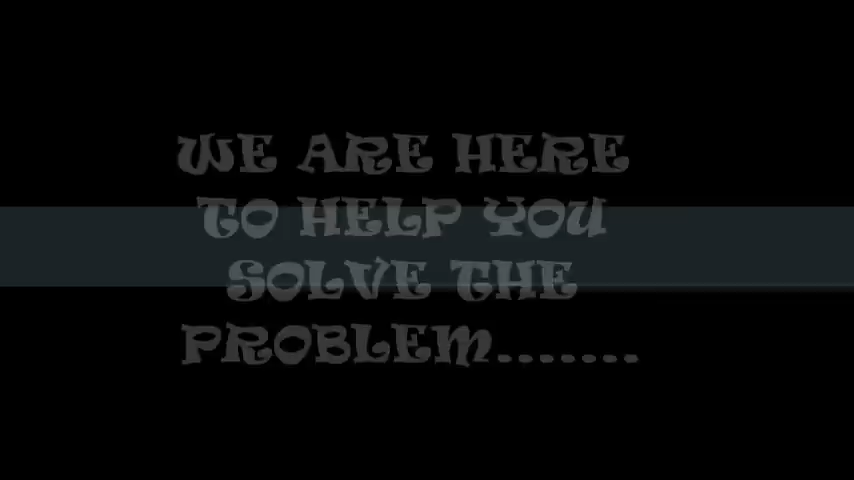 WE ARE HERE
TO HELP YOU
SOLVE THE
PROBLEM.......